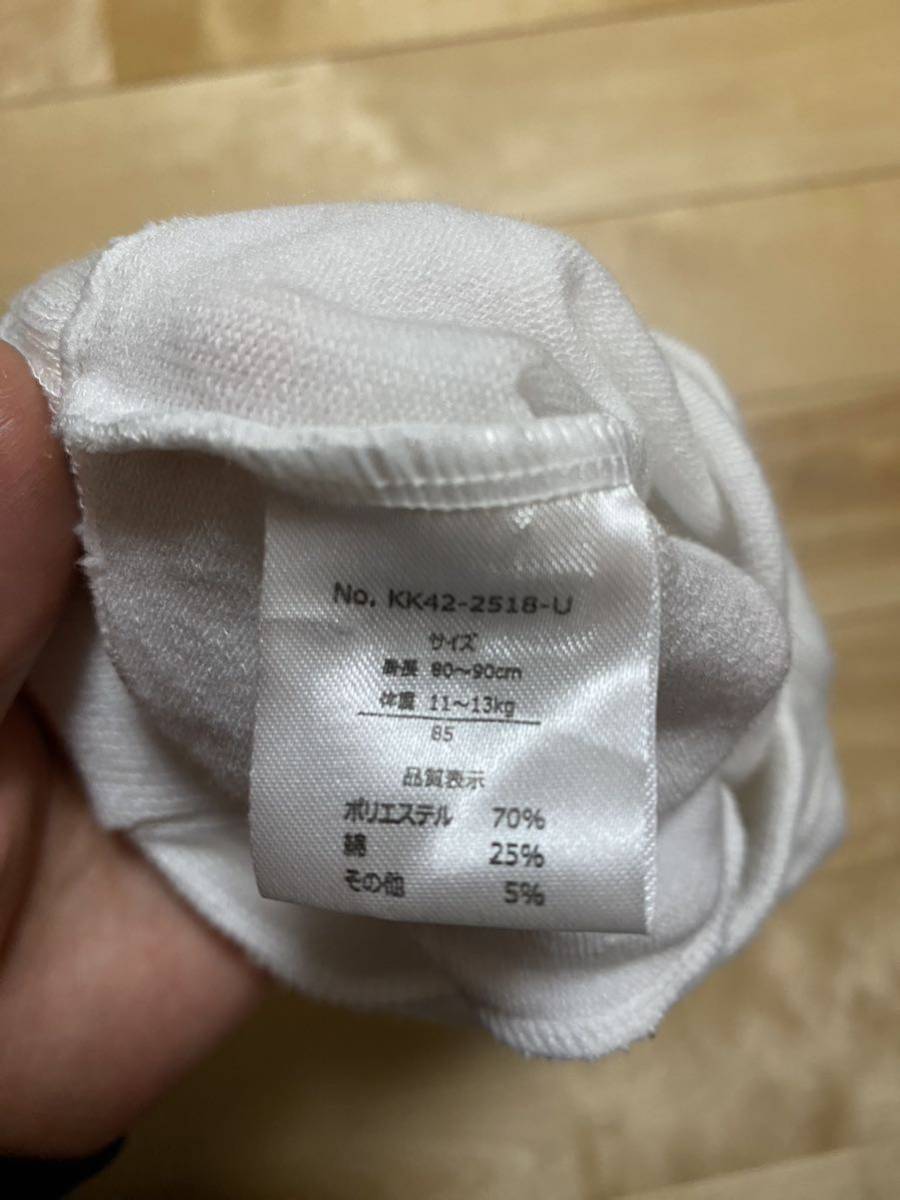 No. KK42-2518-U
サイズ
身長 80～90cm
体重 11～13kg
85
品質表示
ポリエステル 70%
綿 25%
その他 5%